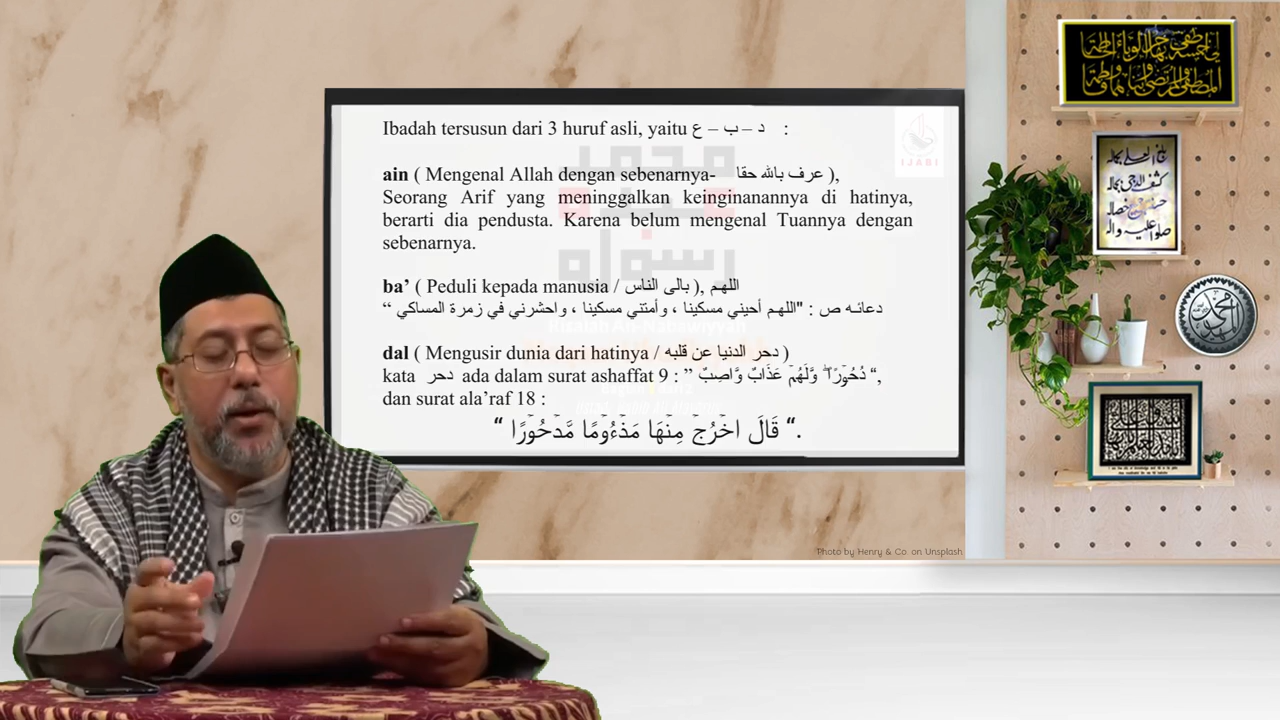 Ibadah tersusun dari 3 huruf asli, yaitu ع – ب – د :
ain ( Mengenal Allah dengan sebenarnya- عرف بالله حقا ),
Seorang Arif yang meninggalkan keinginanannya di hatinya,
berarti dia pendusta. Karena belum mengenal Tuannya dengan
sebenarnya.
ba’ ( Peduli kepada manusia / بالى الناس ), اللهم
دعائه ص : "اللهم أحيني مسكينا ، وأمتني مسكينا ، واحشرني في زمرة المساكي “
dal ( Mengusir dunia dari hatinya / دحر الدنيا عن قلبه )
kata دحر ada dalam surat ashaffat 9 : ” دُحُورًاۖ وَّلَهُمْ عَذَابٌ وَّاصِبٌ “,
dan surat ala’raf 18 :
“ قَالَ اخْرُجْ مِنْهَا مَذْءُومًا مَّدْحُورًا “.
IJABI
محمد
رسول
الله
Photo by Henry & Co on Unsplash